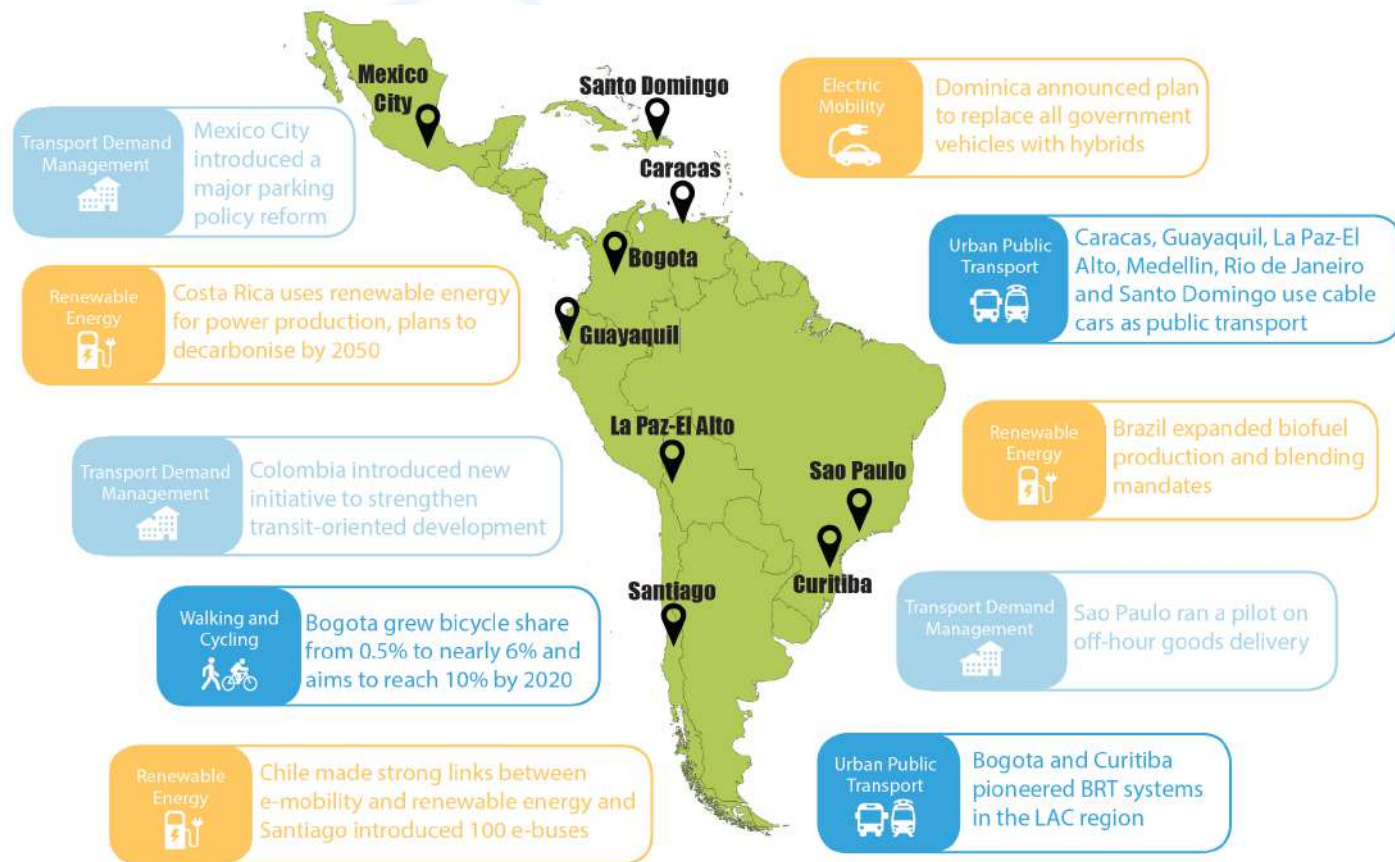 Mexico
City
Santo Domingo
Caracas
Bogota
Guayaquil
La Paz-El Alto
Sao Paulo
Curitiba
Santiago
Transport Demand
Management
Mexico City
introduced a
major parking
policy reform
Renewable
Energy
Costa Rica uses renewable energy
for power production, plans to
decarbonise by 2050
Transport Demand
Management
Colombia introduced new
initiative to strengthen
transit-oriented development
Walking and
Cycling
Bogota grew bicycle share
from 0.5% to nearly 6% and
aims to reach 10% by 2020
Renewable
Energy
Chile made strong links between
e-mobility and renewable energy and
Santiago introduced 100 e-buses
Electric
Mobility
Dominica announced plan
to replace all government
vehicles with hybrids
Urban Public
Transport
Caracas, Guayaquil, La Paz-El
Alto, Medellin, Rio de Janeiro
and Santo Domingo use cable
cars as public transport
Renewable
Energy
Brazil expanded biofuel
production and blending
mandates
Transport Demand
Management
Sao Paulo ran a pilot on
off-hour goods delivery
Urban Public
Transport
Bogota and Curitiba
pioneered BRT systems
in the LAC region